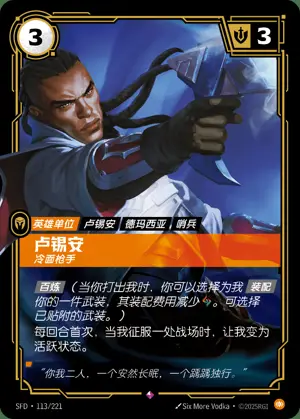 3
3
英雄单位 卢锡安 德玛西亚 哨兵
卢锡安
冷面枪手
百炼 (当你打出我时，你可以选择为我 装配
你的一件武装，其装配费用减少。可选择
已贴附的武装。)
每回合首次，当我征服一处战场时，让我变为
活跃状态。
“你我二人，一个安然长眠，一个踽踽独行。”
SFD • 113/221
Six More Vodka
©2025RGI